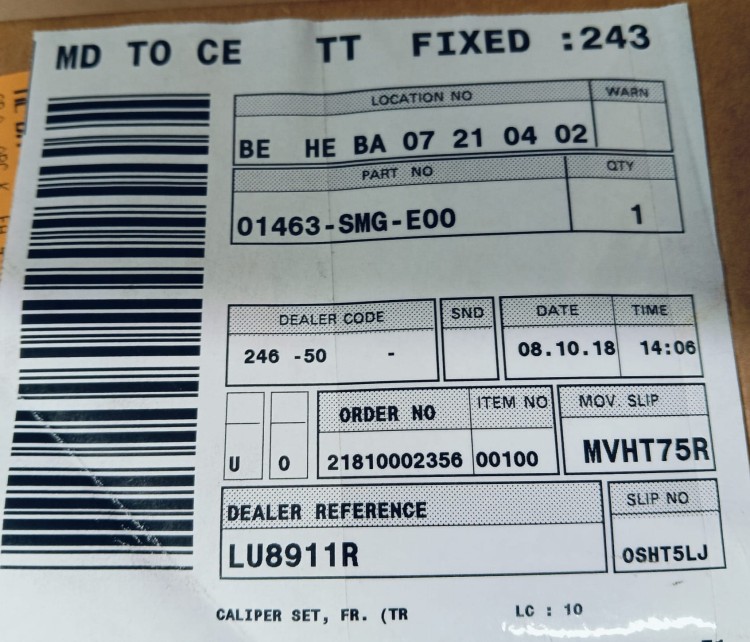 MD TO CE TT FIXED :243
LOCATION NO WARN
BE HE BA 07 21 04 02
PART NO QTY
01463-SMG-E00 1
DEALER CODE SND DATE TIME
246 -50 - 08.10.18 14:06
ORDER NO ITEM NO MOV. SLIP
U O 21810002356 00100 MVHT75R
DEALER REFERENCE SLIP NO
LU8911R OSHT5LJ
CALIPER SET, FR. (TR LC : 10